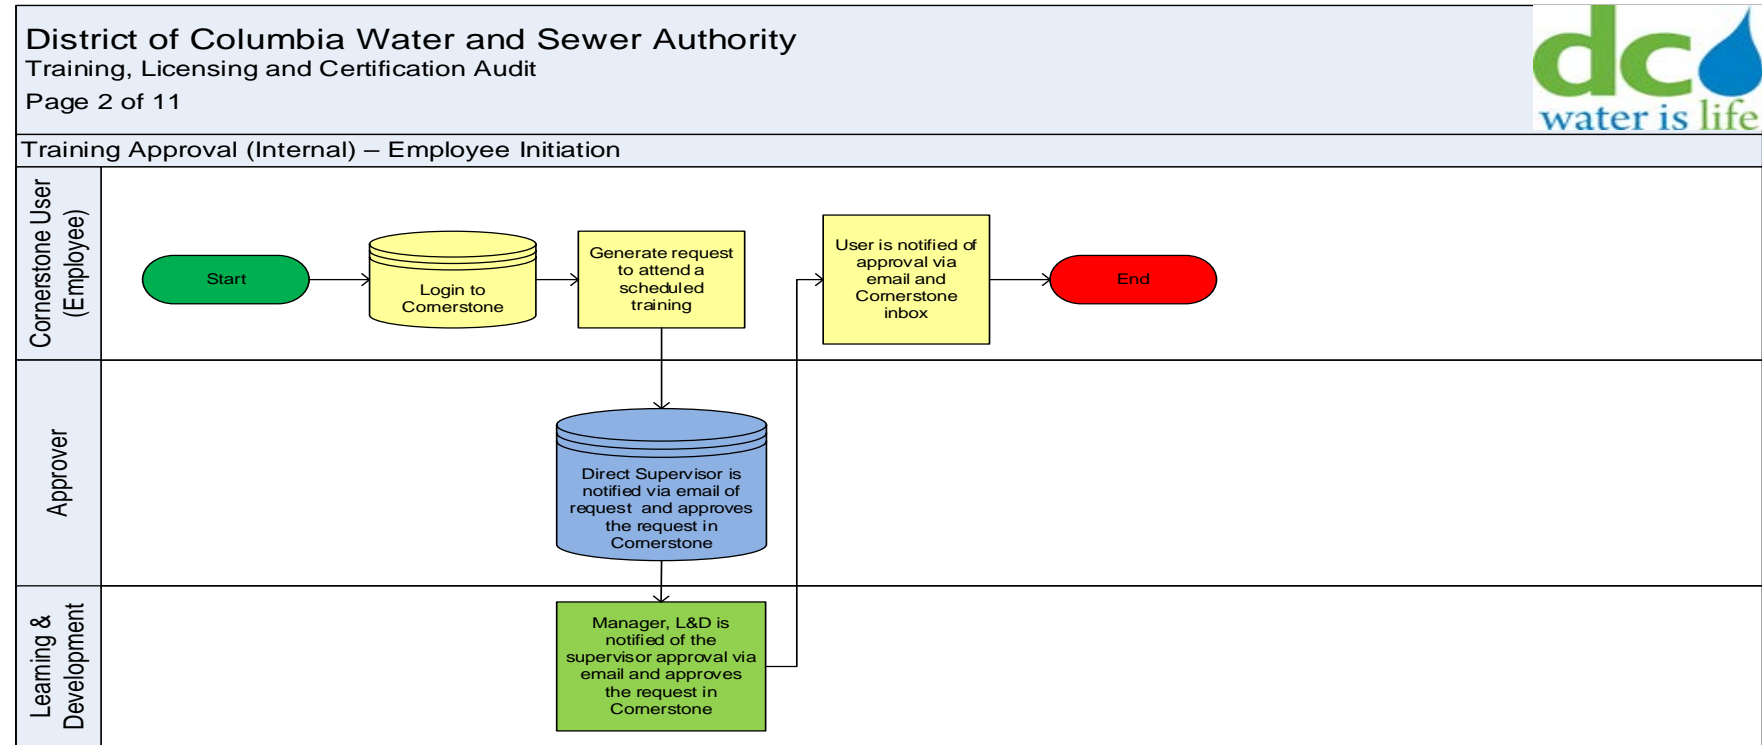 District of Columbia Water and Sewer Authority
Training, Licensing and Certification Audit
Page 2 of 11
dc
water is life
Training Approval (Internal) – Employee Initiation
Cornerstone User
(Employee)
Start
Login to
Cornerstone
Generate request
to attend a
scheduled
training
User is notified of
approval via
email and
Cornerstone
inbox
End
Approver
Direct Supervisor is
notified via email of
request and approves
the request in
Cornerstone
Learning &
Development
Manager, L&D is
notified of the
supervisor approval via
email and approves
the request in
Cornerstone